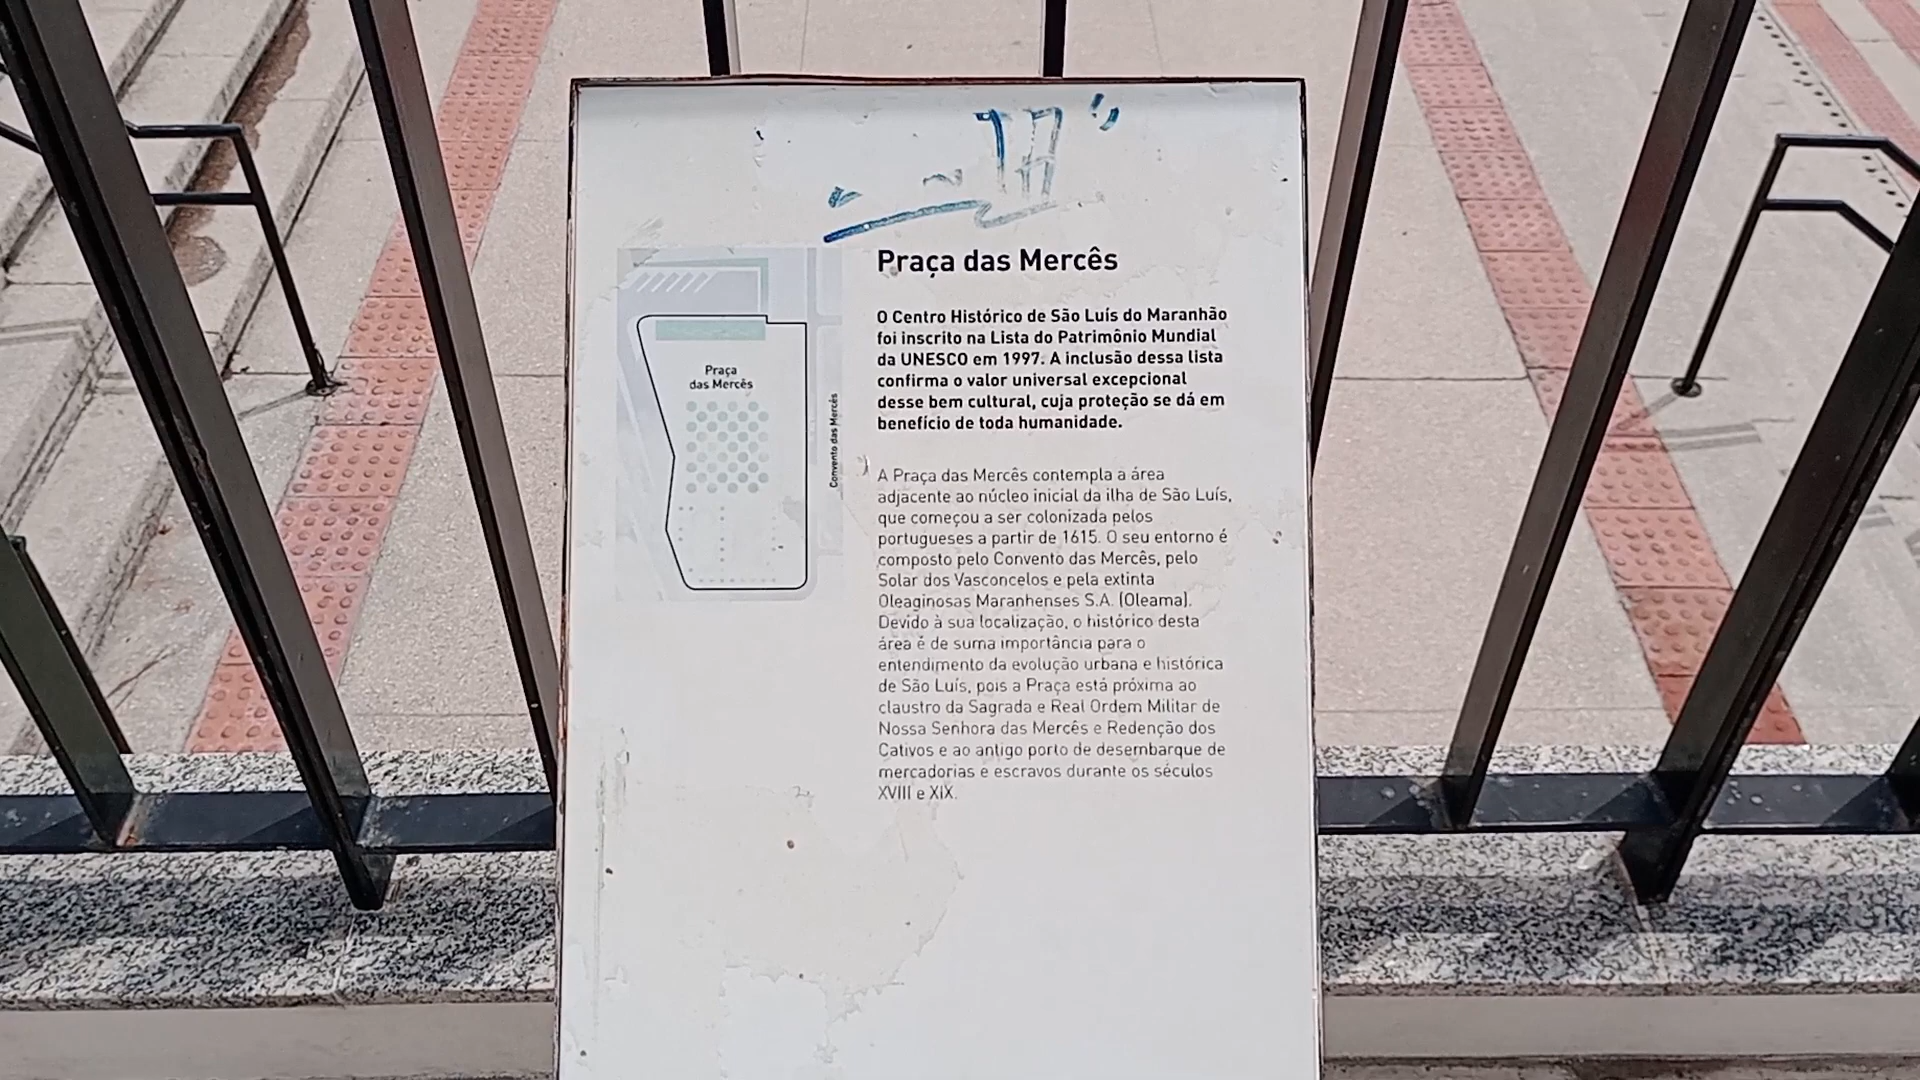 Praça das Mercês
O Centro Histórico de São Luís do Maranhão
foi inscrito na Lista do Patrimônio Mundial
da UNESCO em 1997. A inclusão dessa lista
confirma o valor universal excepcional
desse bem cultural, cuja proteção se dá em
benefício de toda humanidade.
A Praça das Mercês contempla a área
adjacente ao núcleo inicial da ilha de São Luís,
que começou a ser colonizada pelos
portugueses a partir de 1615. O seu entorno é
composto pelo Convento das Mercês, pelo
Solar dos Vasconcelos e pela extinta
Oleaginosas Maranhenses S.A. (Oleama).
Devido à sua localização, o histórico desta
área é de suma importância para o
entendimento da evolução urbana e histórica
de São Luís, pois a Praça está próxima ao
claustro da Sagrada e Real Ordem Militar de
Nossa Senhora das Mercês e Redenção dos
Cativos e ao antigo porto de desembarque de
mercadorias e escravos durante os séculos
XVIII e XIX.
Praça
das Mercês
Convento das Mercês